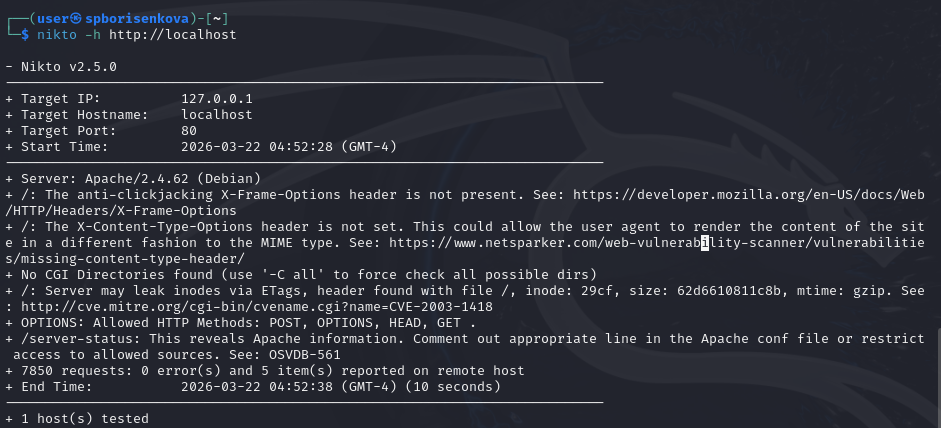 ┌──(user㉿spborisenkova)-[~]
└─$ nikto -h http://localhost
- Nikto v2.5.0
---------------------------------------------------------------------------
+ Target IP:          127.0.0.1
+ Target Hostname:    localhost
+ Target Port:        80
+ Start Time:         2026-03-22 04:52:28 (GMT-4)
---------------------------------------------------------------------------
+ Server: Apache/2.4.62 (Debian)
+ /: The anti-clickjacking X-Frame-Options header is not present. See: https://developer.mozilla.org/en-US/docs/Web
/HTTP/Headers/X-Frame-Options
+ /: The X-Content-Type-Options header is not set. This could allow the user agent to render the content of the sit
e in a different fashion to the MIME type. See: https://www.netsparker.com/web-vulnerability-scanner/vulnerabilitie
s/missing-content-type-header/
+ No CGI Directories found (use '-C all' to force check all possible dirs)
+ /: Server may leak inodes via ETags, header found with file /, inode: 29cf, size: 62d6610811c8b, mtime: gzip. See
: http://cve.mitre.org/cgi-bin/cvename.cgi?name=CVE-2003-1418
+ OPTIONS: Allowed HTTP Methods: POST, OPTIONS, HEAD, GET .
+ /server-status: This reveals Apache information. Comment out appropriate line in the Apache conf file or restrict
 access to allowed sources. See: OSVDB-561
+ 7850 requests: 0 error(s) and 5 item(s) reported on remote host
+ End Time:           2026-03-22 04:52:38 (GMT-4) (10 seconds)
---------------------------------------------------------------------------
+ 1 host(s) tested